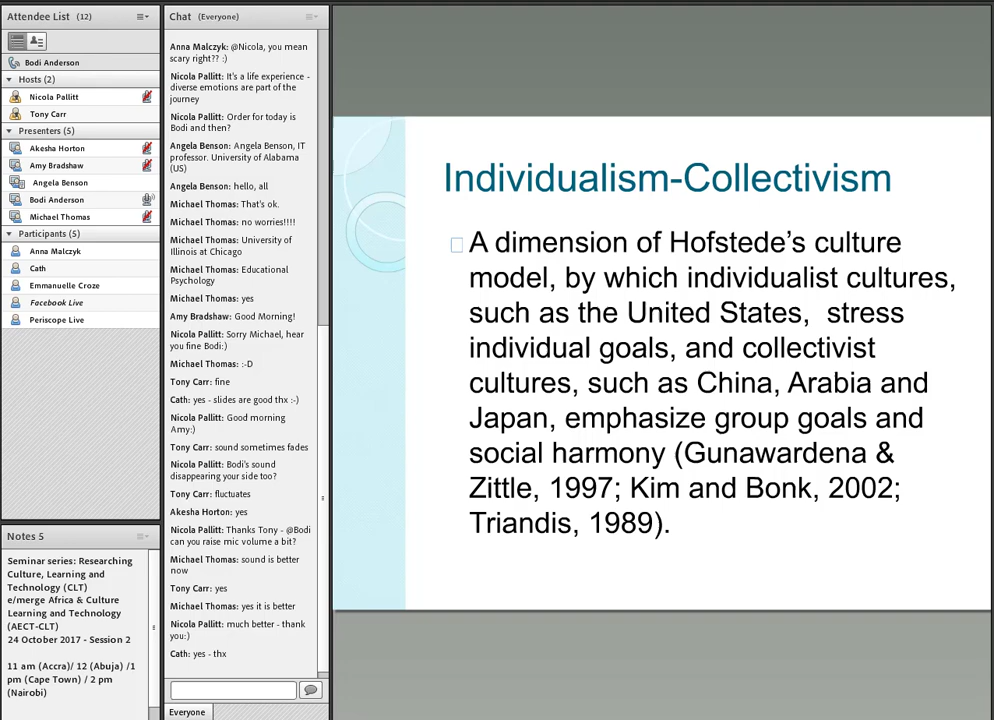 Attendee List (12)
Bodi Anderson
Hosts (2)
Nicola Pallitt
Tony Carr
Presenters (5)
Akesha Horton
Amy Bradshaw
Angela Benson
Bodi Anderson
Michael Thomas
Participants (5)
Anna Malczyk
Cath
Emmanuelle Croze
Facebook Live
Periscope Live
Notes 5
Seminar series: Researching
Culture, Learning and
Technology (CLT)
e/merge Africa & Culture
Learning and Technology
(AECT-CLT)
24 October 2017 - Session 2
11 am (Accra)/ 12 (Abuja) /1
pm (Cape Town) / 2 pm
(Nairobi)
Chat (Everyone)
Anna Malczyk: @Nicola, you mean
scary right?? :)
Nicola Pallitt: It's a life experience -
diverse emotions are part of the
journey
Nicola Pallitt: Order for today is
Bodi and then?
Angela Benson: Angela Benson, IT
professor. University of Alabama
(US)
Angela Benson: hello, all
Michael Thomas: That's ok.
Michael Thomas: no worries!!!!
Michael Thomas: University of
Illinois at Chicago
Michael Thomas: Educational
Psychology
Michael Thomas: yes
Amy Bradshaw: Good Morning!
Nicola Pallitt: Sorry Michael, hear
you fine Bodi:)
Michael Thomas: :-D
Tony Carr: fine
Cath: yes - slides are good thx :-)
Nicola Pallitt: Good morning
Amy:)
Tony Carr: sound sometimes fades
Nicola Pallitt: Bodi's sound
disappearing your side too?
Tony Carr: fluctuates
Akesha Horton: yes
Nicola Pallitt: Thanks Tony - @Bodi
can you raise mic volume a bit?
Michael Thomas: sound is better
now
Tony Carr: yes
Michael Thomas: yes it is better
Nicola Pallitt: much better - thank
you:)
Cath: yes - thx
Everyone
Individualism-Collectivism
A dimension of Hofstede’s culture
model, by which individualist cultures,
such as the United States,  stress
individual goals, and collectivist
cultures, such as China, Arabia and
Japan, emphasize group goals and
social harmony (Gunawardena &
Zittle, 1997; Kim and Bonk, 2002;
Triandis, 1989).